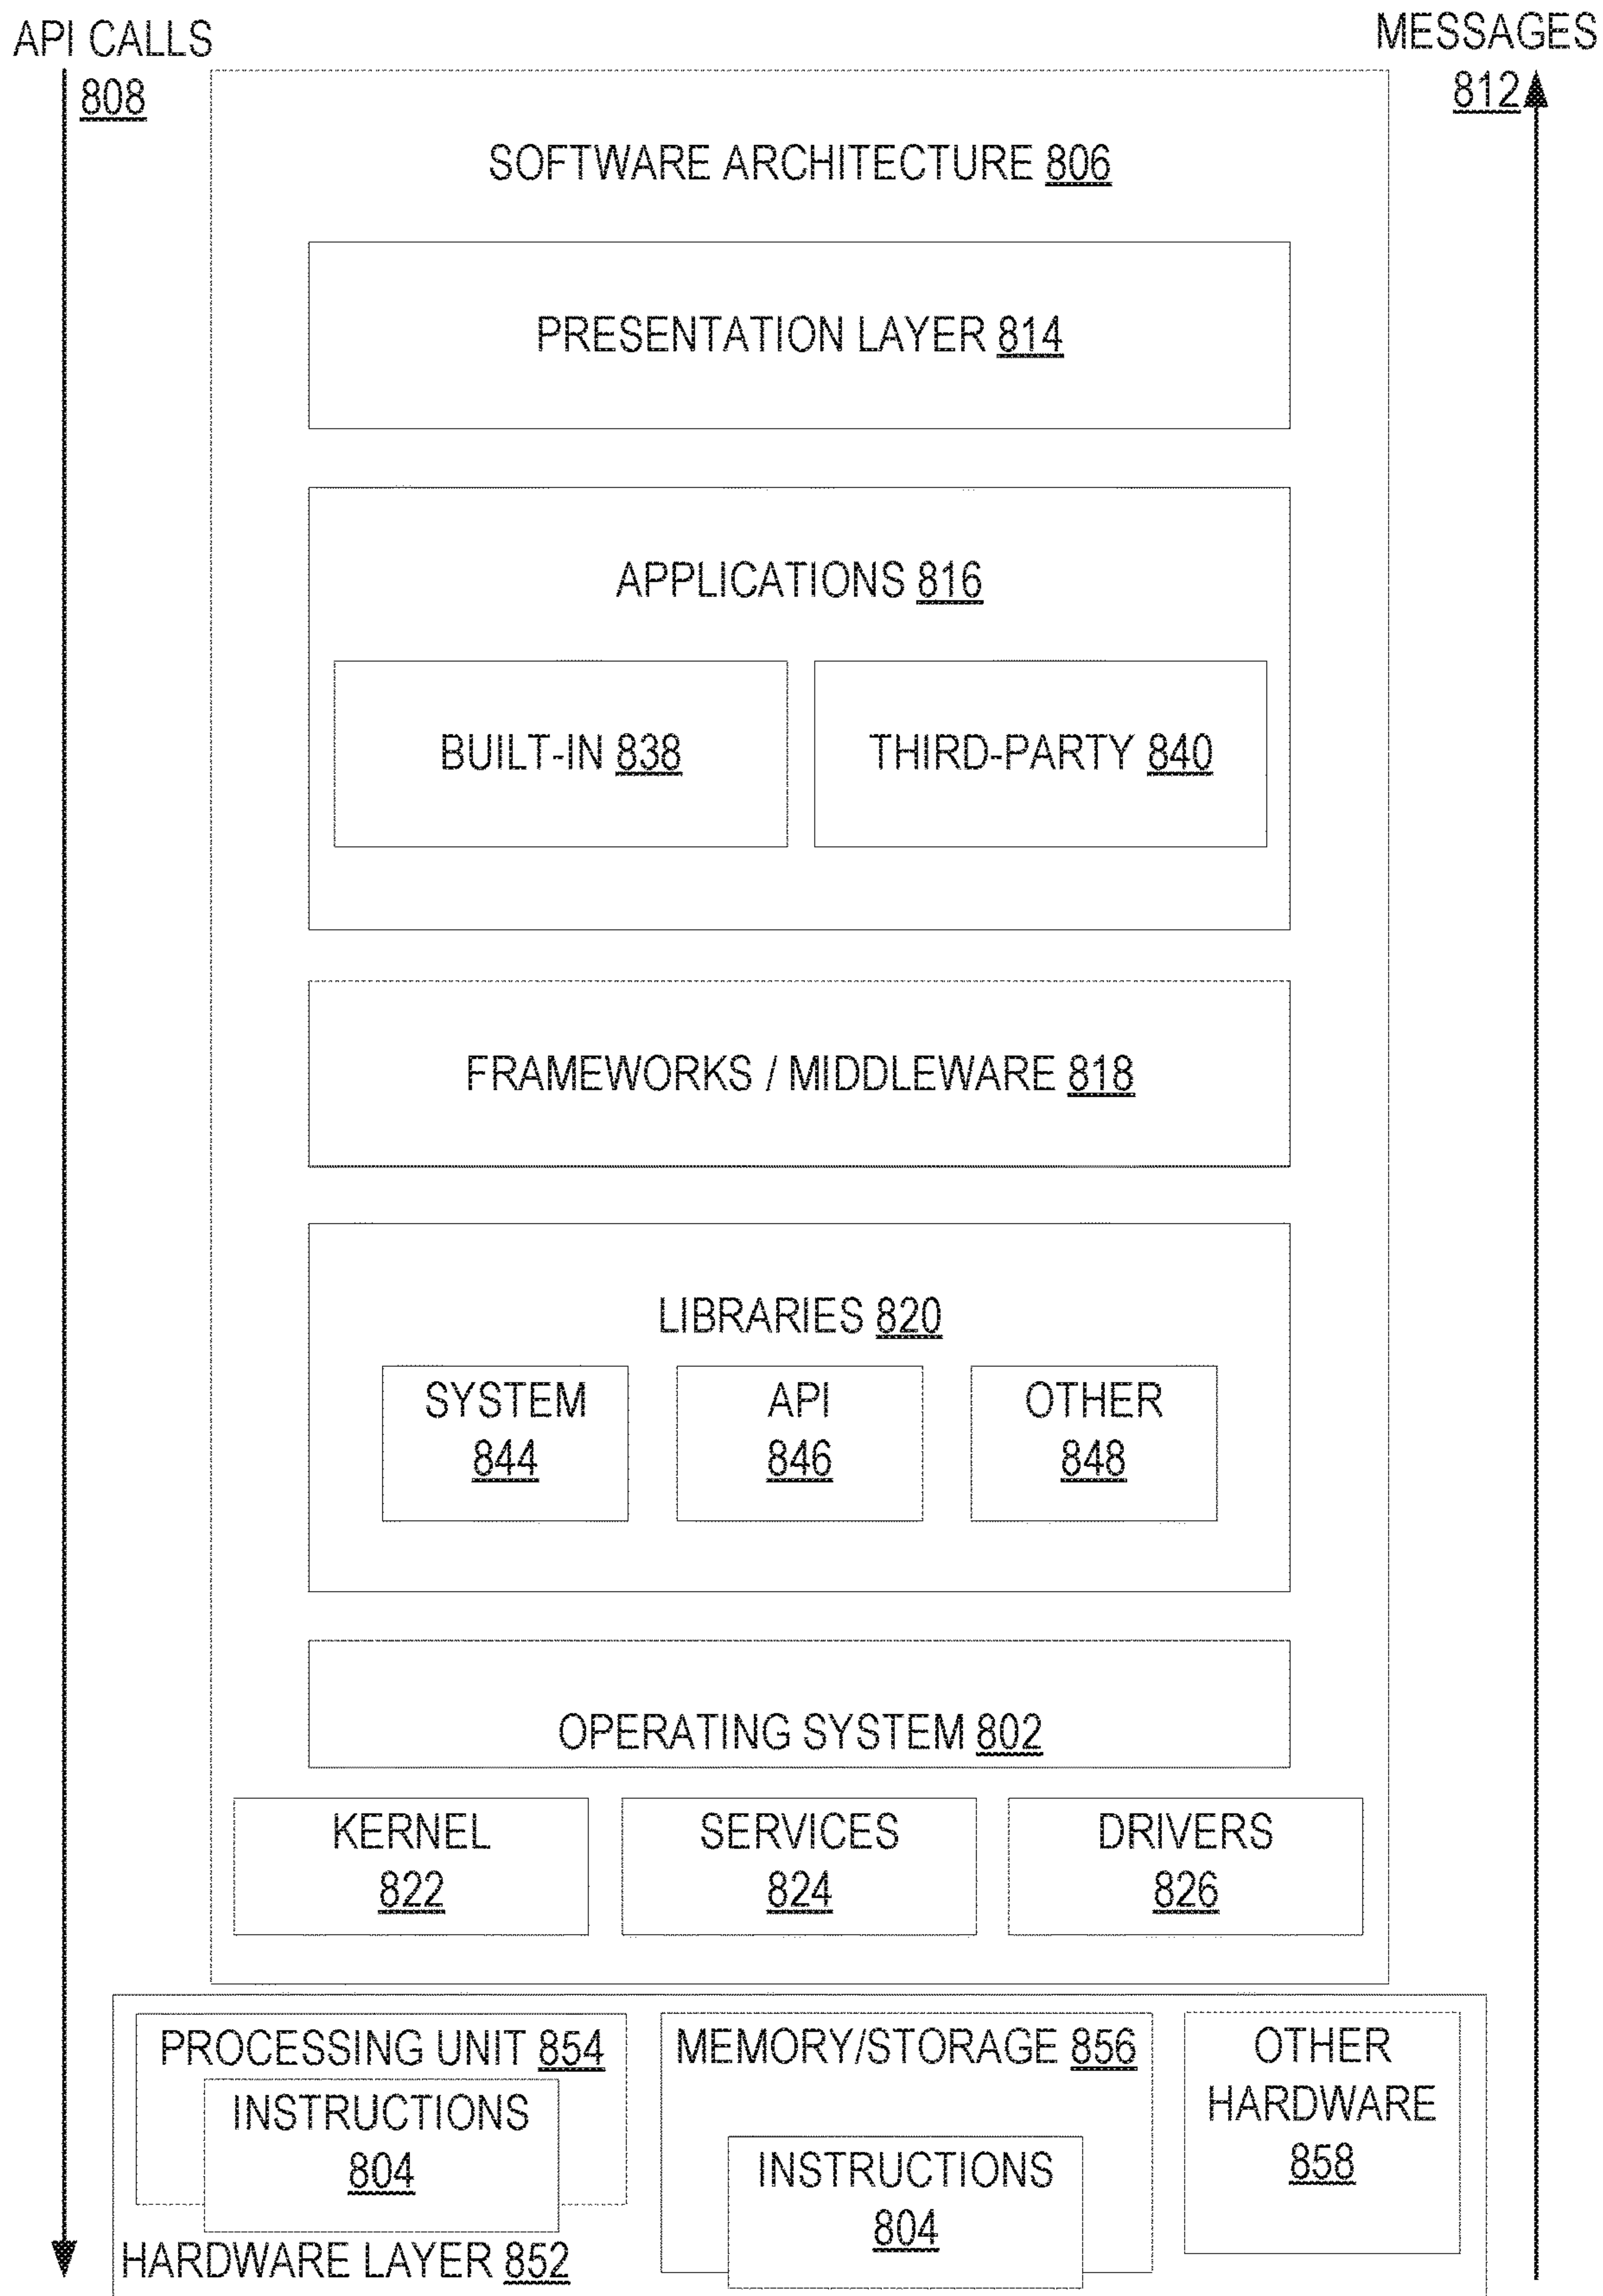 API CALLS
808
MESSAGES
812
SOFTWARE ARCHITECTURE 806
PRESENTATION LAYER 814
APPLICATIONS 816
BUILT-IN 838
THIRD-PARTY 840
FRAMEWORKS / MIDDLEWARE 818
LIBRARIES 820
SYSTEM
844
API
846
OTHER
848
OPERATING SYSTEM 802
KERNEL
822
SERVICES
824
DRIVERS
826
PROCESSING UNIT 854
INSTRUCTIONS
804
MEMORY/STORAGE 856
INSTRUCTIONS
804
OTHER
HARDWARE
858
HARDWARE LAYER 852